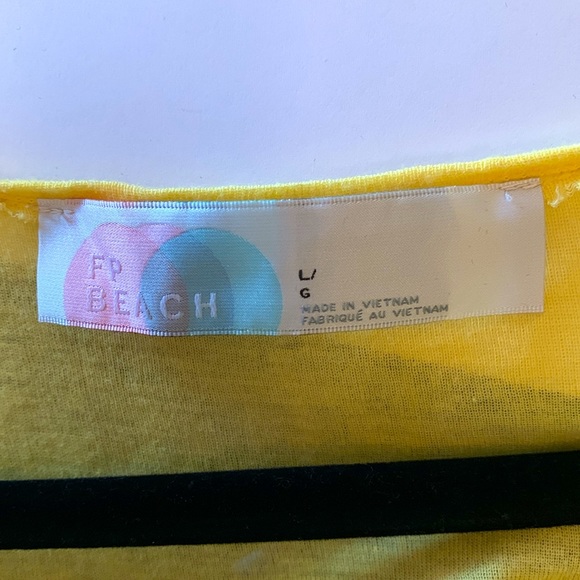 FP
BEACH
L/
G
MADE IN VIETNAM
FABRIQUÉ AU VIETNAM